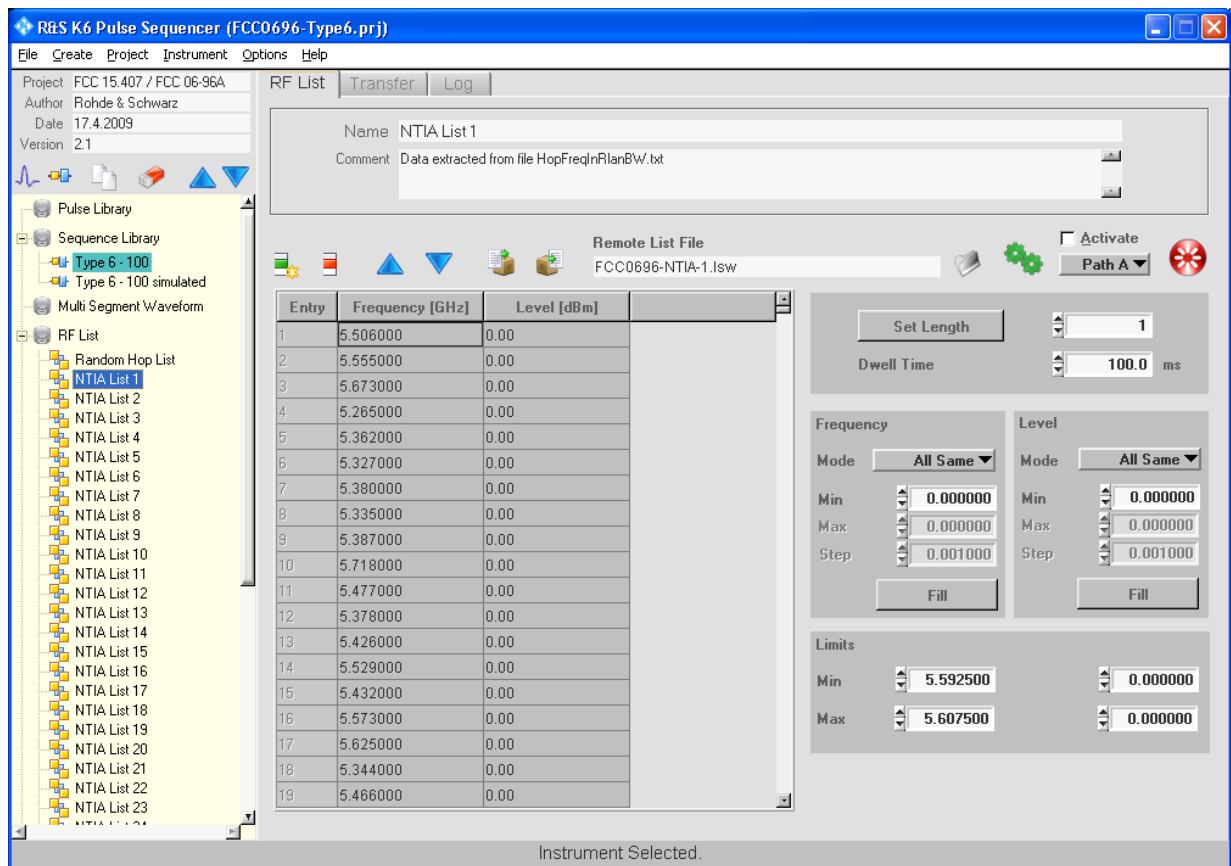 R&S K6 Pulse Sequencer (FCC0696-Type6.prj)
File Create Project Instrument Options Help
Project FCC 15.407 / FCC 06-96A
Author Rohde & Schwarz
Date 17.4.2009
Version 2.1
Pulse Library
Sequence Library
Type 6 - 100
Type 6 - 100 simulated
Multi Segment Waveform
RF List
Random Hop List
NTIA List 1
NTIA List 2
NTIA List 3
NTIA List 4
NTIA List 5
NTIA List 6
NTIA List 7
NTIA List 8
NTIA List 9
NTIA List 10
NTIA List 11
NTIA List 12
NTIA List 13
NTIA List 14
NTIA List 15
NTIA List 16
NTIA List 17
NTIA List 18
NTIA List 19
NTIA List 20
NTIA List 21
NTIA List 22
NTIA List 23
RF List Transfer Log
Name NTIA List 1
Comment Data extracted from file HopFreqInRlanBW.txt
Remote List File
FCC0696-NTIA-1.lsw
Activate
Path A
Entry Frequency [GHz] Level [dBm]
1 5.506000 0.00
2 5.555000 0.00
3 5.673000 0.00
4 5.265000 0.00
5 5.362000 0.00
6 5.327000 0.00
7 5.380000 0.00
8 5.335000 0.00
9 5.387000 0.00
10 5.718000 0.00
11 5.477000 0.00
12 5.378000 0.00
13 5.426000 0.00
14 5.529000 0.00
15 5.432000 0.00
16 5.573000 0.00
17 5.625000 0.00
18 5.344000 0.00
19 5.466000 0.00
Set Length 1
Dwell Time 100.0 ms
Frequency
Mode All Same
Min 0.000000
Max 0.000000
Step 0.001000
Fill
Level
Mode All Same
Min 0.000000
Max 0.000000
Step 0.001000
Fill
Limits
Min 5.592500 0.000000
Max 5.607500 0.000000
Instrument Selected.